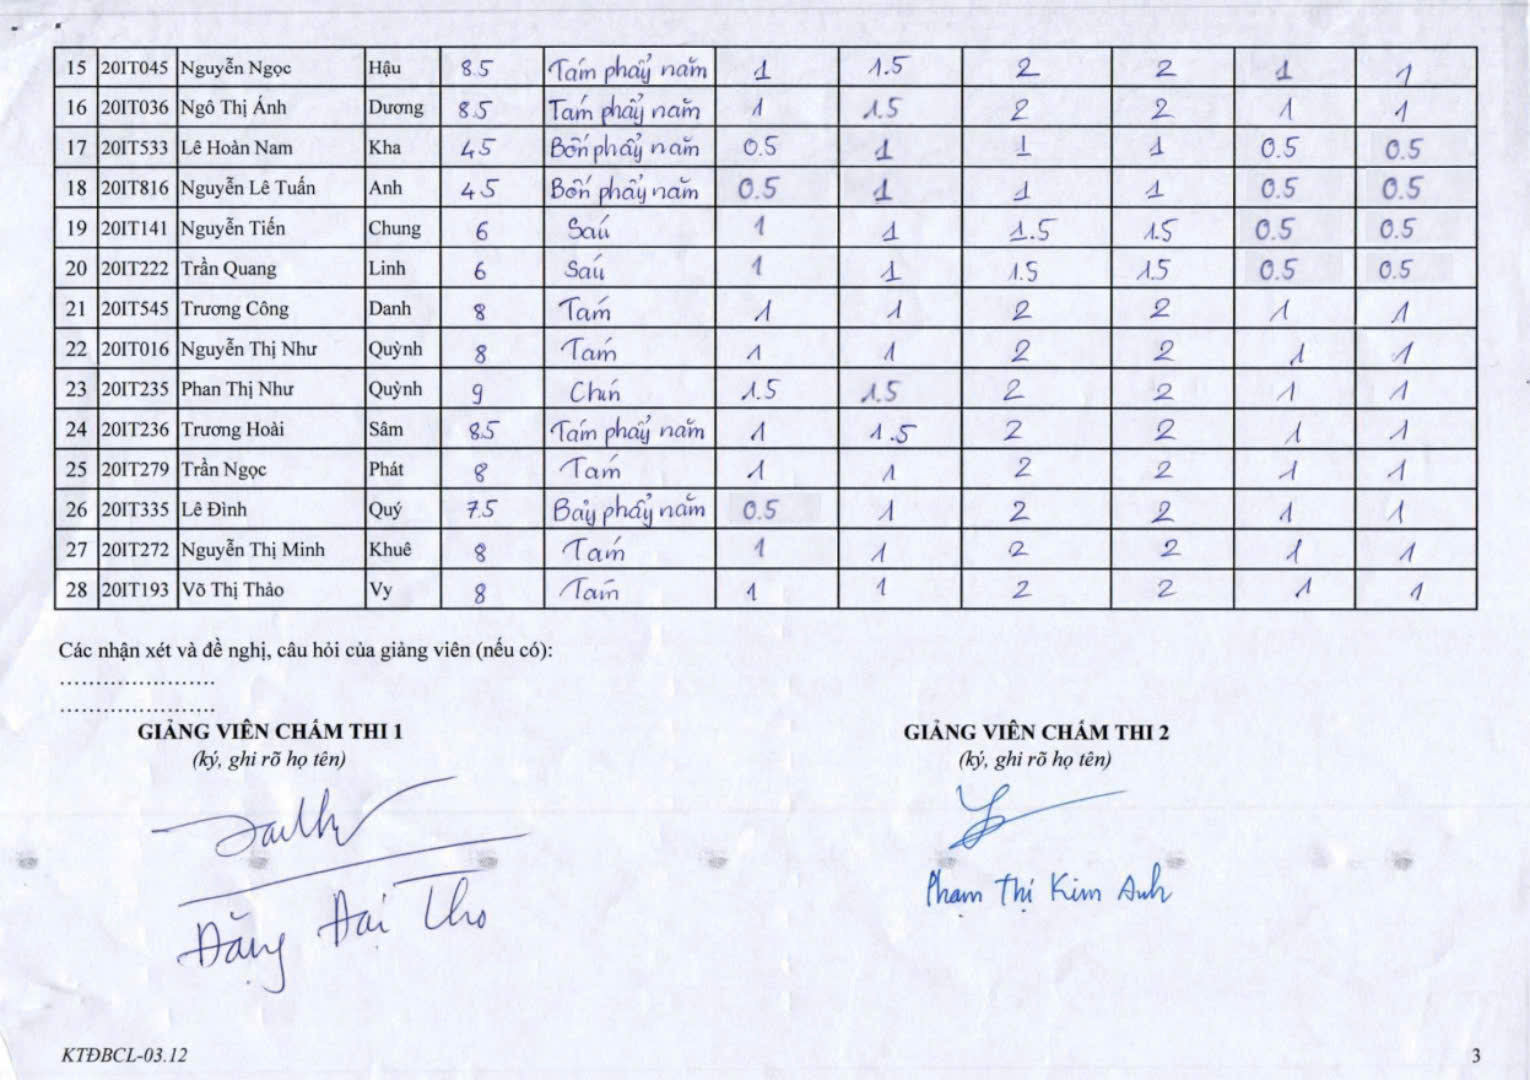 15 20IT045 Nguyễn Ngọc Hậu 8.5 Tám phẩy năm 1 1.5 2 2 1 1
16 20IT036 Ngô Thị Ánh Dương 8.5 Tám phẩy năm 1 1.5 2 2 1 1
17 20IT533 Lê Hoàn Nam Kha 4.5 Bốn phẩy năm 0.5 1 1 1 0.5 0.5
18 20IT816 Nguyễn Lê Tuấn Anh 4.5 Bốn phẩy năm 0.5 1 1 1 0.5 0.5
19 20IT141 Nguyễn Tiến Chung 6 Sáu 1 1 1.5 1.5 0.5 0.5
20 20IT222 Trần Quang Linh 6 Sáu 1 1 1.5 1.5 0.5 0.5
21 20IT545 Trương Công Danh 8 Tám 1 1 2 2 1 1
22 20IT016 Nguyễn Thị Như Quỳnh 8 Tám 1 1 2 2 1 1
23 20IT235 Phan Thị Như Quỳnh 9 Chín 1.5 1.5 2 2 1 1
24 20IT236 Trương Hoài Sâm 8.5 Tám phẩy năm 1 1.5 2 2 1 1
25 20IT279 Trần Ngọc Phát 8 Tám 1 1 2 2 1 1
26 20IT335 Lê Đình Quý 7.5 Bảy phẩy năm 0.5 1 2 2 1 1
27 20IT272 Nguyễn Thị Minh Khuê 8 Tám 1 1 2 2 1 1
28 20IT193 Võ Thị Thảo Vy 8 Tám 1 1 2 2 1 1
Các nhận xét và đề nghị, câu hỏi của giảng viên (nếu có):
........................
........................
GIẢNG VIÊN CHẤM THI 1 GIẢNG VIÊN CHẤM THI 2
(ký, ghi rõ họ tên) (ký, ghi rõ họ tên)
Đặng Đại Thọ Phạm Thị Kim Anh
KTĐBCL-03.12 3